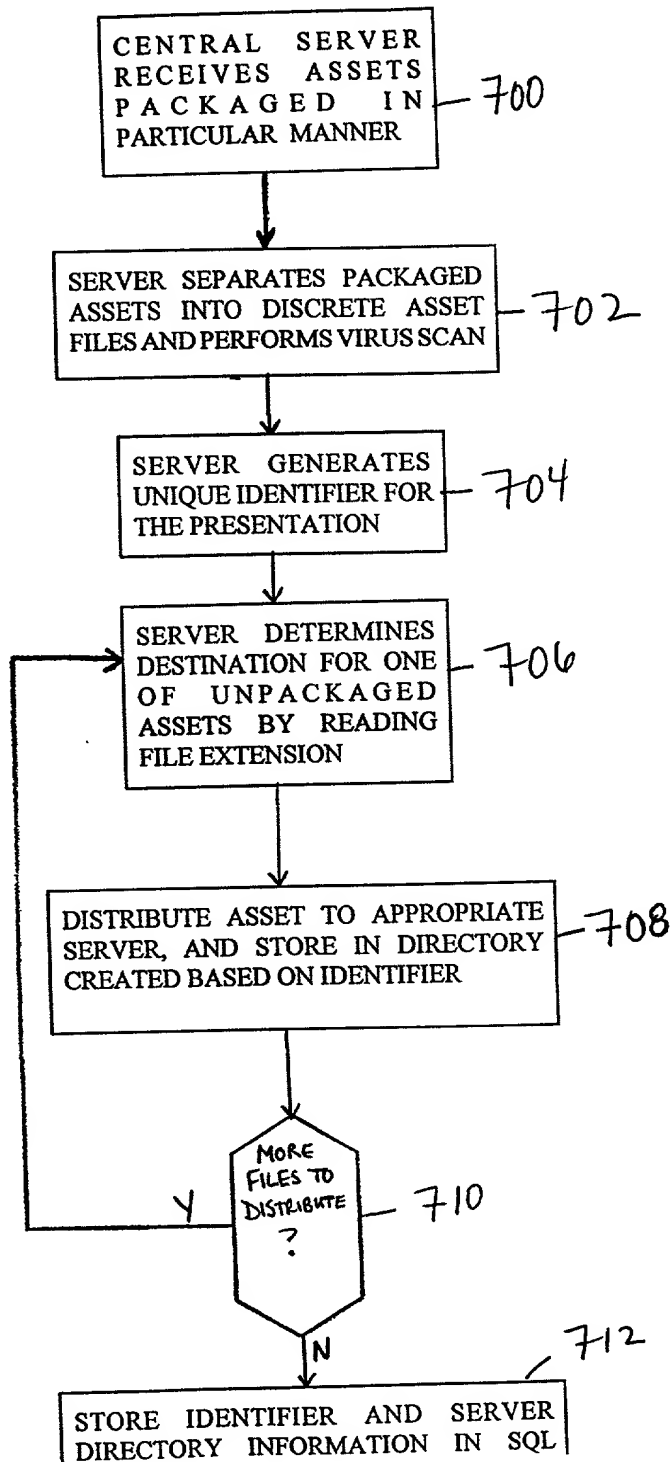 CENTRAL SERVER
RECEIVES ASSETS
PACKAGED IN
PARTICULAR MANNER
700
SERVER SEPARATES PACKAGED
ASSETS INTO DISCRETE ASSET
FILES AND PERFORMS VIRUS SCAN
702
SERVER GENERATES
UNIQUE IDENTIFIER FOR
THE PRESENTATION
704
SERVER DETERMINES
DESTINATION FOR ONE
OF UNPACKAGED
ASSETS BY READING
FILE EXTENSION
706
DISTRIBUTE ASSET TO APPROPRIATE
SERVER, AND STORE IN DIRECTORY
CREATED BASED ON IDENTIFIER
708
MORE
FILES TO
DISTRIBUTE
?
710
Y
N
712
STORE IDENTIFIER AND SERVER
DIRECTORY INFORMATION IN SQL